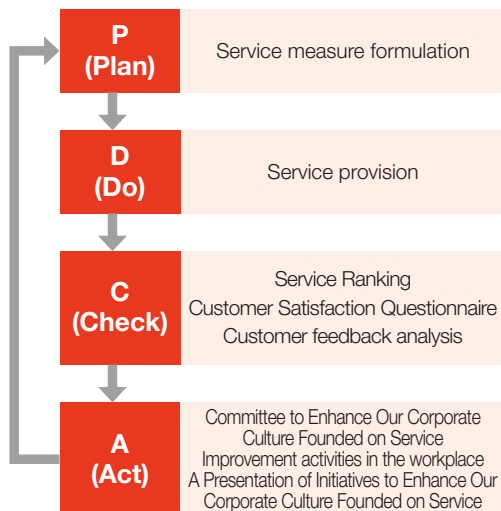 P
(Plan)
Service measure formulation
D
(Do)
Service provision
C
(Check)
Service Ranking
Customer Satisfaction Questionnaire
Customer feedback analysis
A
(Act)
Committee to Enhance Our Corporate
Culture Founded on Service
Improvement activities in the workplace
A Presentation of Initiatives to Enhance Our
Corporate Culture Founded on Service